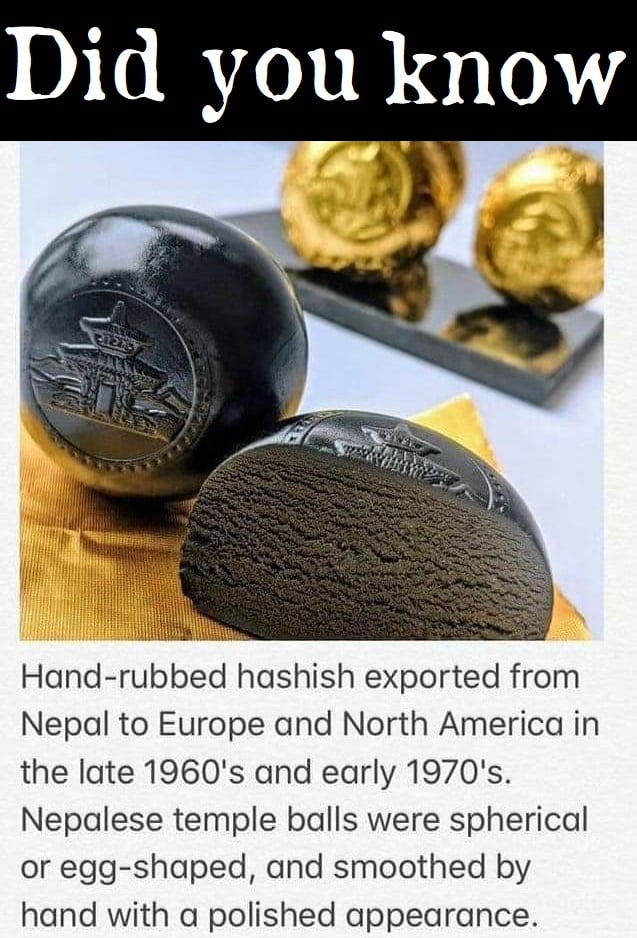 Did you know
Hand-rubbed hashish exported from
Nepal to Europe and North America in
the late 1960's and early 1970's.
Nepalese temple balls were spherical
or egg-shaped, and smoothed by
hand with a polished appearance.